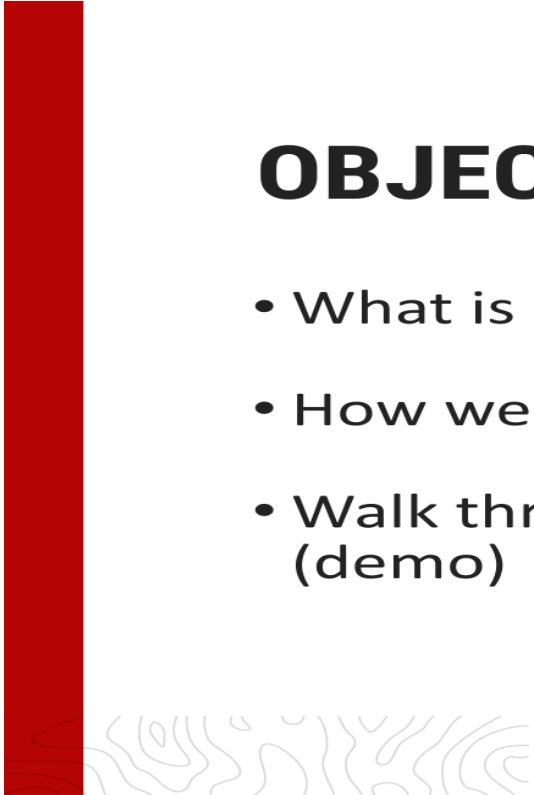 OBJEC
• What is
• How we
• Walk thr
(demo)